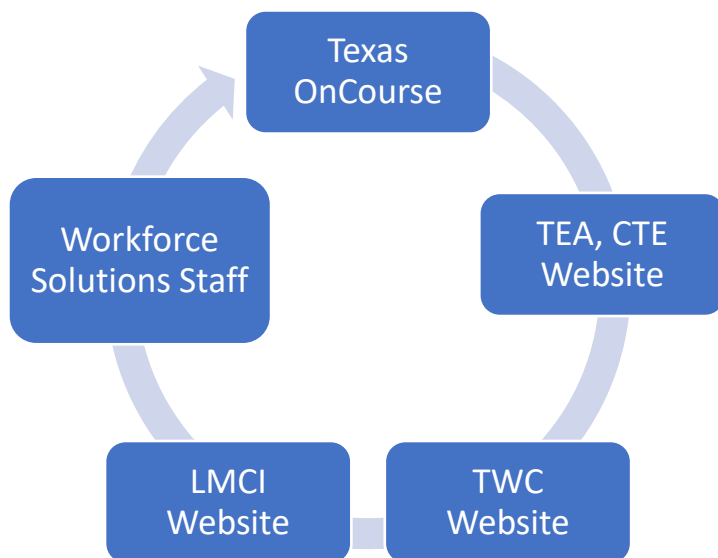 Texas
OnCourse
TEA, CTE
Website
TWC
Website
LMCI
Website
Workforce
Solutions Staff